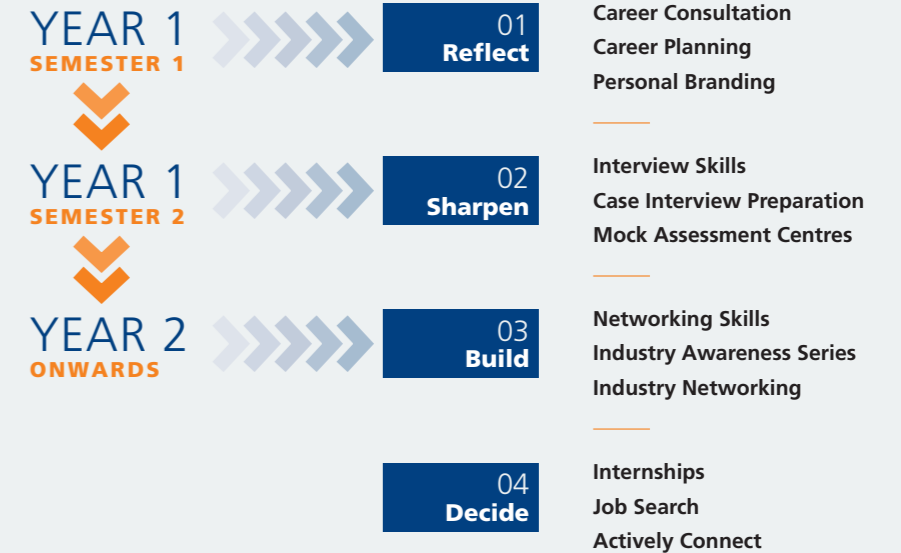 YEAR 1
SEMESTER 1
01
Reflect
Career Consultation
Career Planning
Personal Branding
YEAR 1
SEMESTER 2
02
Sharpen
Interview Skills
Case Interview Preparation
Mock Assessment Centres
YEAR 2
ONWARDS
03
Build
Networking Skills
Industry Awareness Series
Industry Networking
04
Decide
Internships
Job Search
Actively Connect